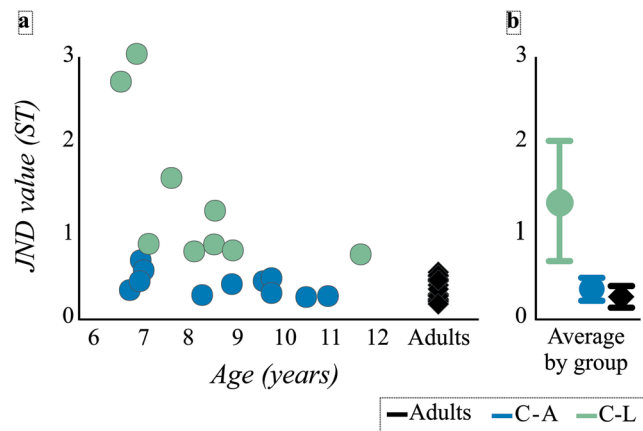 a
b
JND value (ST)
3
2
1
0
6 7 8 9 10 11 12 Adults
Age (years)
3
2
1
0
Average
by group
Adults C-A C-L